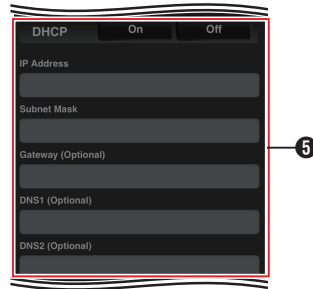 DHCP On Off
IP Address
Subnet Mask
Gateway (Optional)
DNS1 (Optional)
DNS2 (Optional)
5